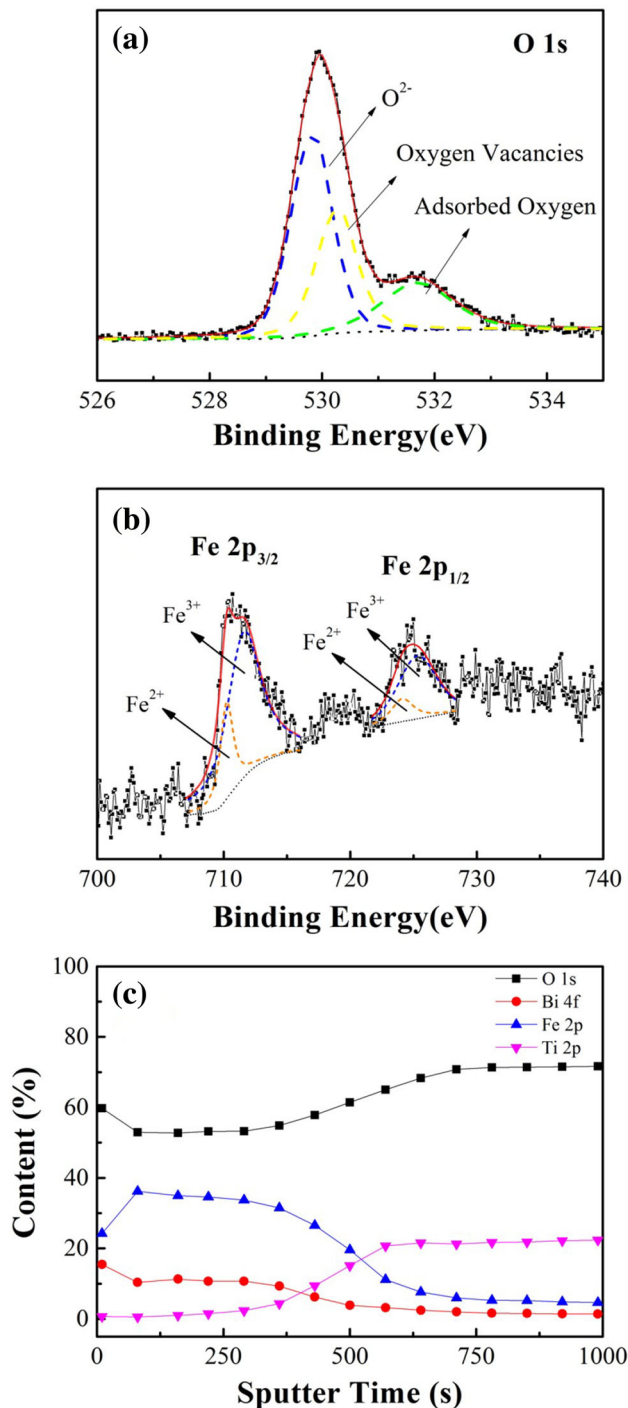 (a)
O 1s
O²⁻
Oxygen Vacancies
Adsorbed Oxygen
526 528 530 532 534
Binding Energy(eV)
(b)
Fe 2p₃/₂
Fe 2p₁/₂
Fe³⁺
Fe³⁺
Fe²⁺
Fe²⁺
700 710 720 730 740
Binding Energy(eV)
(c)
O 1s
Bi 4f
Fe 2p
Ti 2p
100
80
60
40
20
0
Content (%)
0 250 500 750 1000
Sputter Time (s)